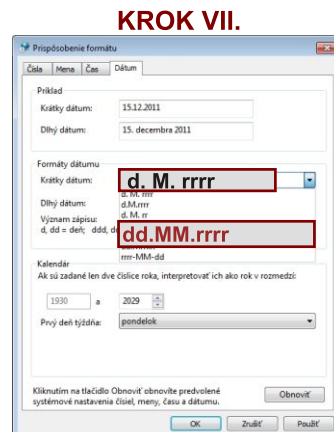 KROK VII.
Prispôsobenie formátu
Čísla Mena Čas Dátum
Príklad
Krátky dátum: 15.12.2011
Dlhý dátum: 15. decembra 2011
Formáty dátumu
Krátky dátum: d. M. rrrr
d. M. rrrr
Dlhý dátum: d.M.rrrr
Význam zápisu: d. M. rr
d, dd = deň; ddd, dd.MM.rrrr
rrrr-MM-dd
Kalendár
Ak sú zadané len dve číslice roka, interpretovať ich ako rok v rozmedzí:
1930 a 2029
Prvý deň týždňa: pondelok
Kliknutím na tlačidlo Obnoviť obnovíte predvolené
systémové nastavenia čísiel, meny, času a dátumu.
Obnoviť
OK Zrušiť Použiť